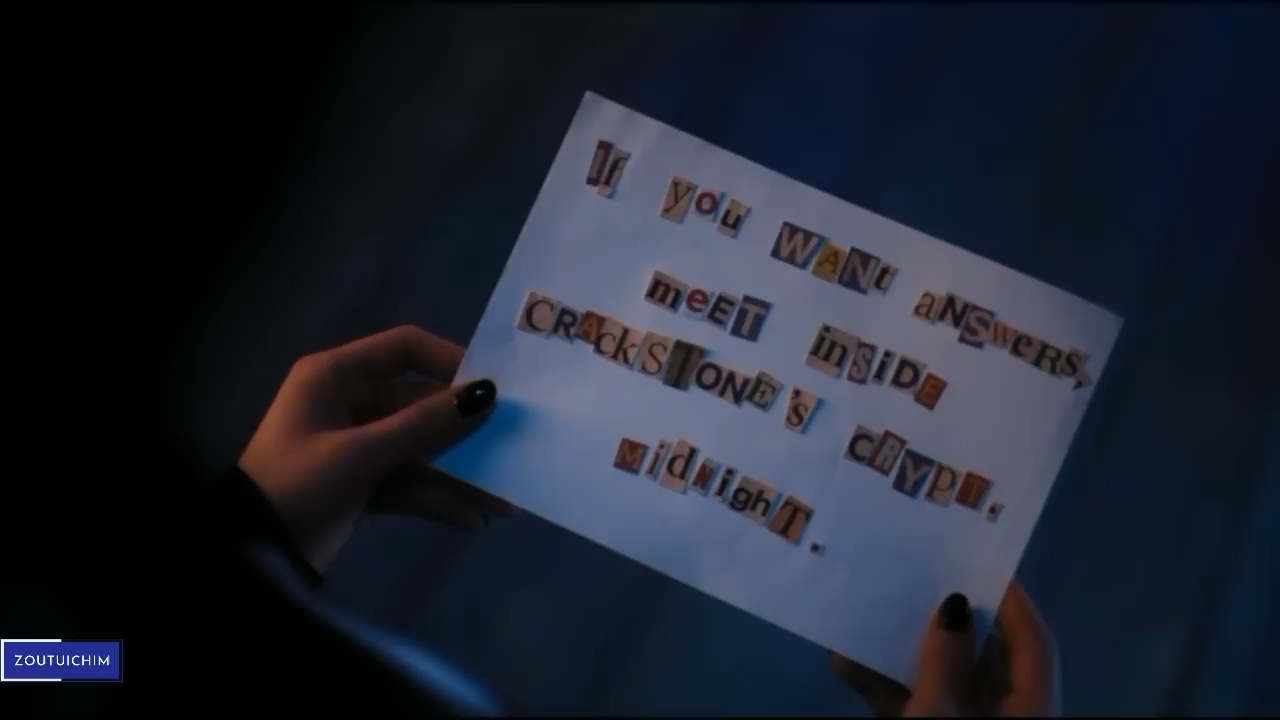 If you WANt aNSweRS,
meET inSiDE
CRAckSTONE's CRYPT.
MidNighT.
ZOUTUICHIM